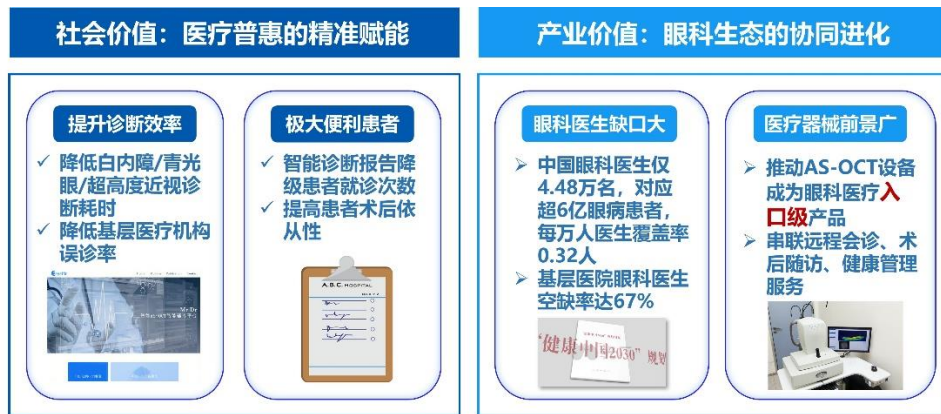 社会价值：医疗普惠的精准赋能
产业价值：眼科生态的协同进化
提升诊断效率
✓ 降低白内障/青光
眼/超高度近视诊
断耗时
✓ 降低基层医疗机构
误诊率
极大便利患者
✓ 智能诊断报告降
级患者就诊次数
✓ 提高患者术后依
从性
A.B.C. HOSPITAL
眼科医生缺口大
➢ 中国眼科医生仅
4.48万名，对应
超6亿眼病患者，
每万人医生覆盖率
0.32人
➢ 基层医院眼科医生
空缺率达67%
“健康中国2030”规划
医疗器械前景广
➢ 推动AS-OCT设备
成为眼科医疗入
口级产品
➢ 串联远程会诊、术
后随访、健康管理
服务